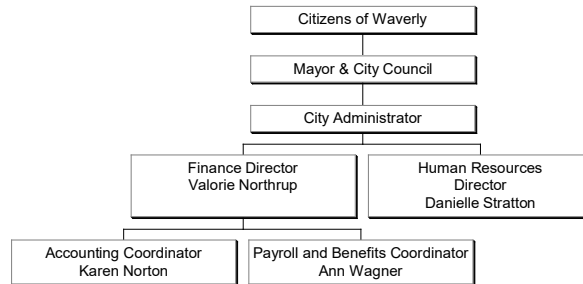 Citizens of Waverly
Mayor & City Council
City Administrator
Finance Director
Valorie Northrup
Human Resources
Director
Danielle Stratton
Accounting Coordinator
Karen Norton
Payroll and Benefits Coordinator
Ann Wagner